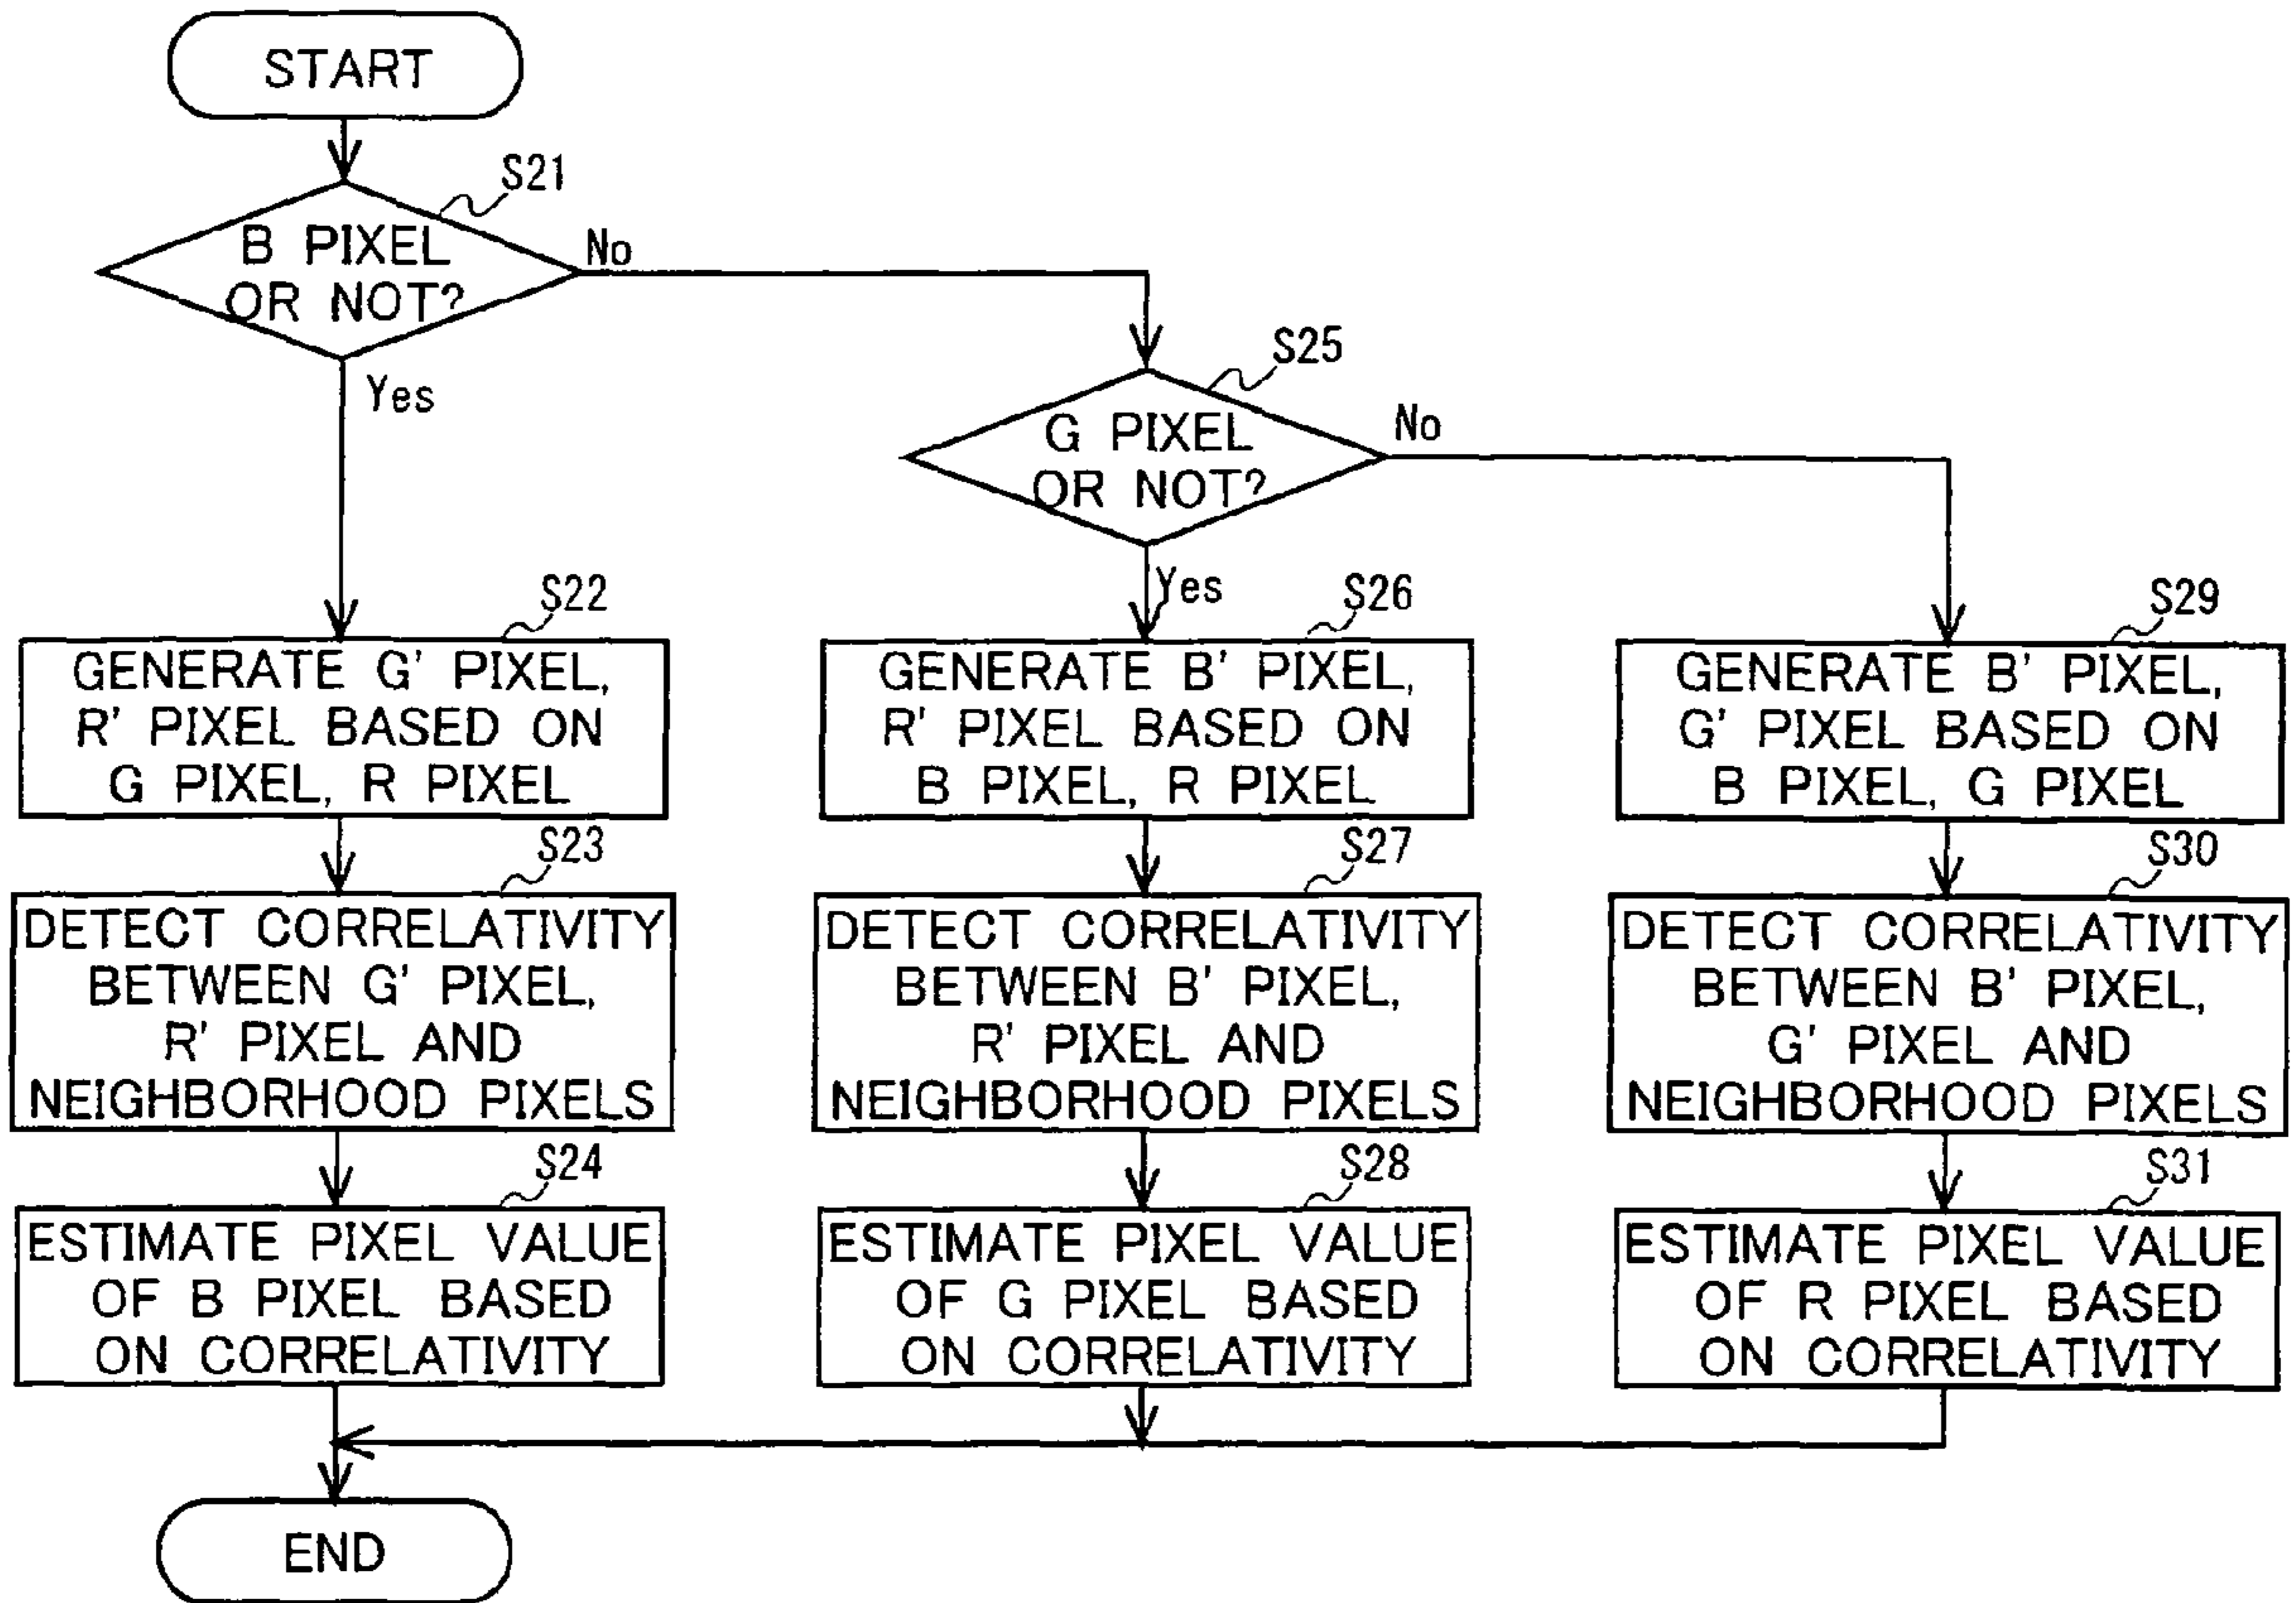 START
S21
B PIXEL
OR NOT?
No
Yes
S25
G PIXEL
OR NOT?
No
Yes
S22
GENERATE G' PIXEL,
R' PIXEL BASED ON
G PIXEL, R PIXEL
S26
GENERATE B' PIXEL,
R' PIXEL BASED ON
B PIXEL, R PIXEL
S29
GENERATE B' PIXEL,
G' PIXEL BASED ON
B PIXEL, G PIXEL
S23
DETECT CORRELATIVITY
BETWEEN G' PIXEL,
R' PIXEL AND
NEIGHBORHOOD PIXELS
S27
DETECT CORRELATIVITY
BETWEEN B' PIXEL,
R' PIXEL AND
NEIGHBORHOOD PIXELS
S30
DETECT CORRELATIVITY
BETWEEN B' PIXEL,
G' PIXEL AND
NEIGHBORHOOD PIXELS
S24
ESTIMATE PIXEL VALUE
OF B PIXEL BASED
ON CORRELATIVITY
S28
ESTIMATE PIXEL VALUE
OF G PIXEL BASED
ON CORRELATIVITY
S31
ESTIMATE PIXEL VALUE
OF R PIXEL BASED
ON CORRELATIVITY
END